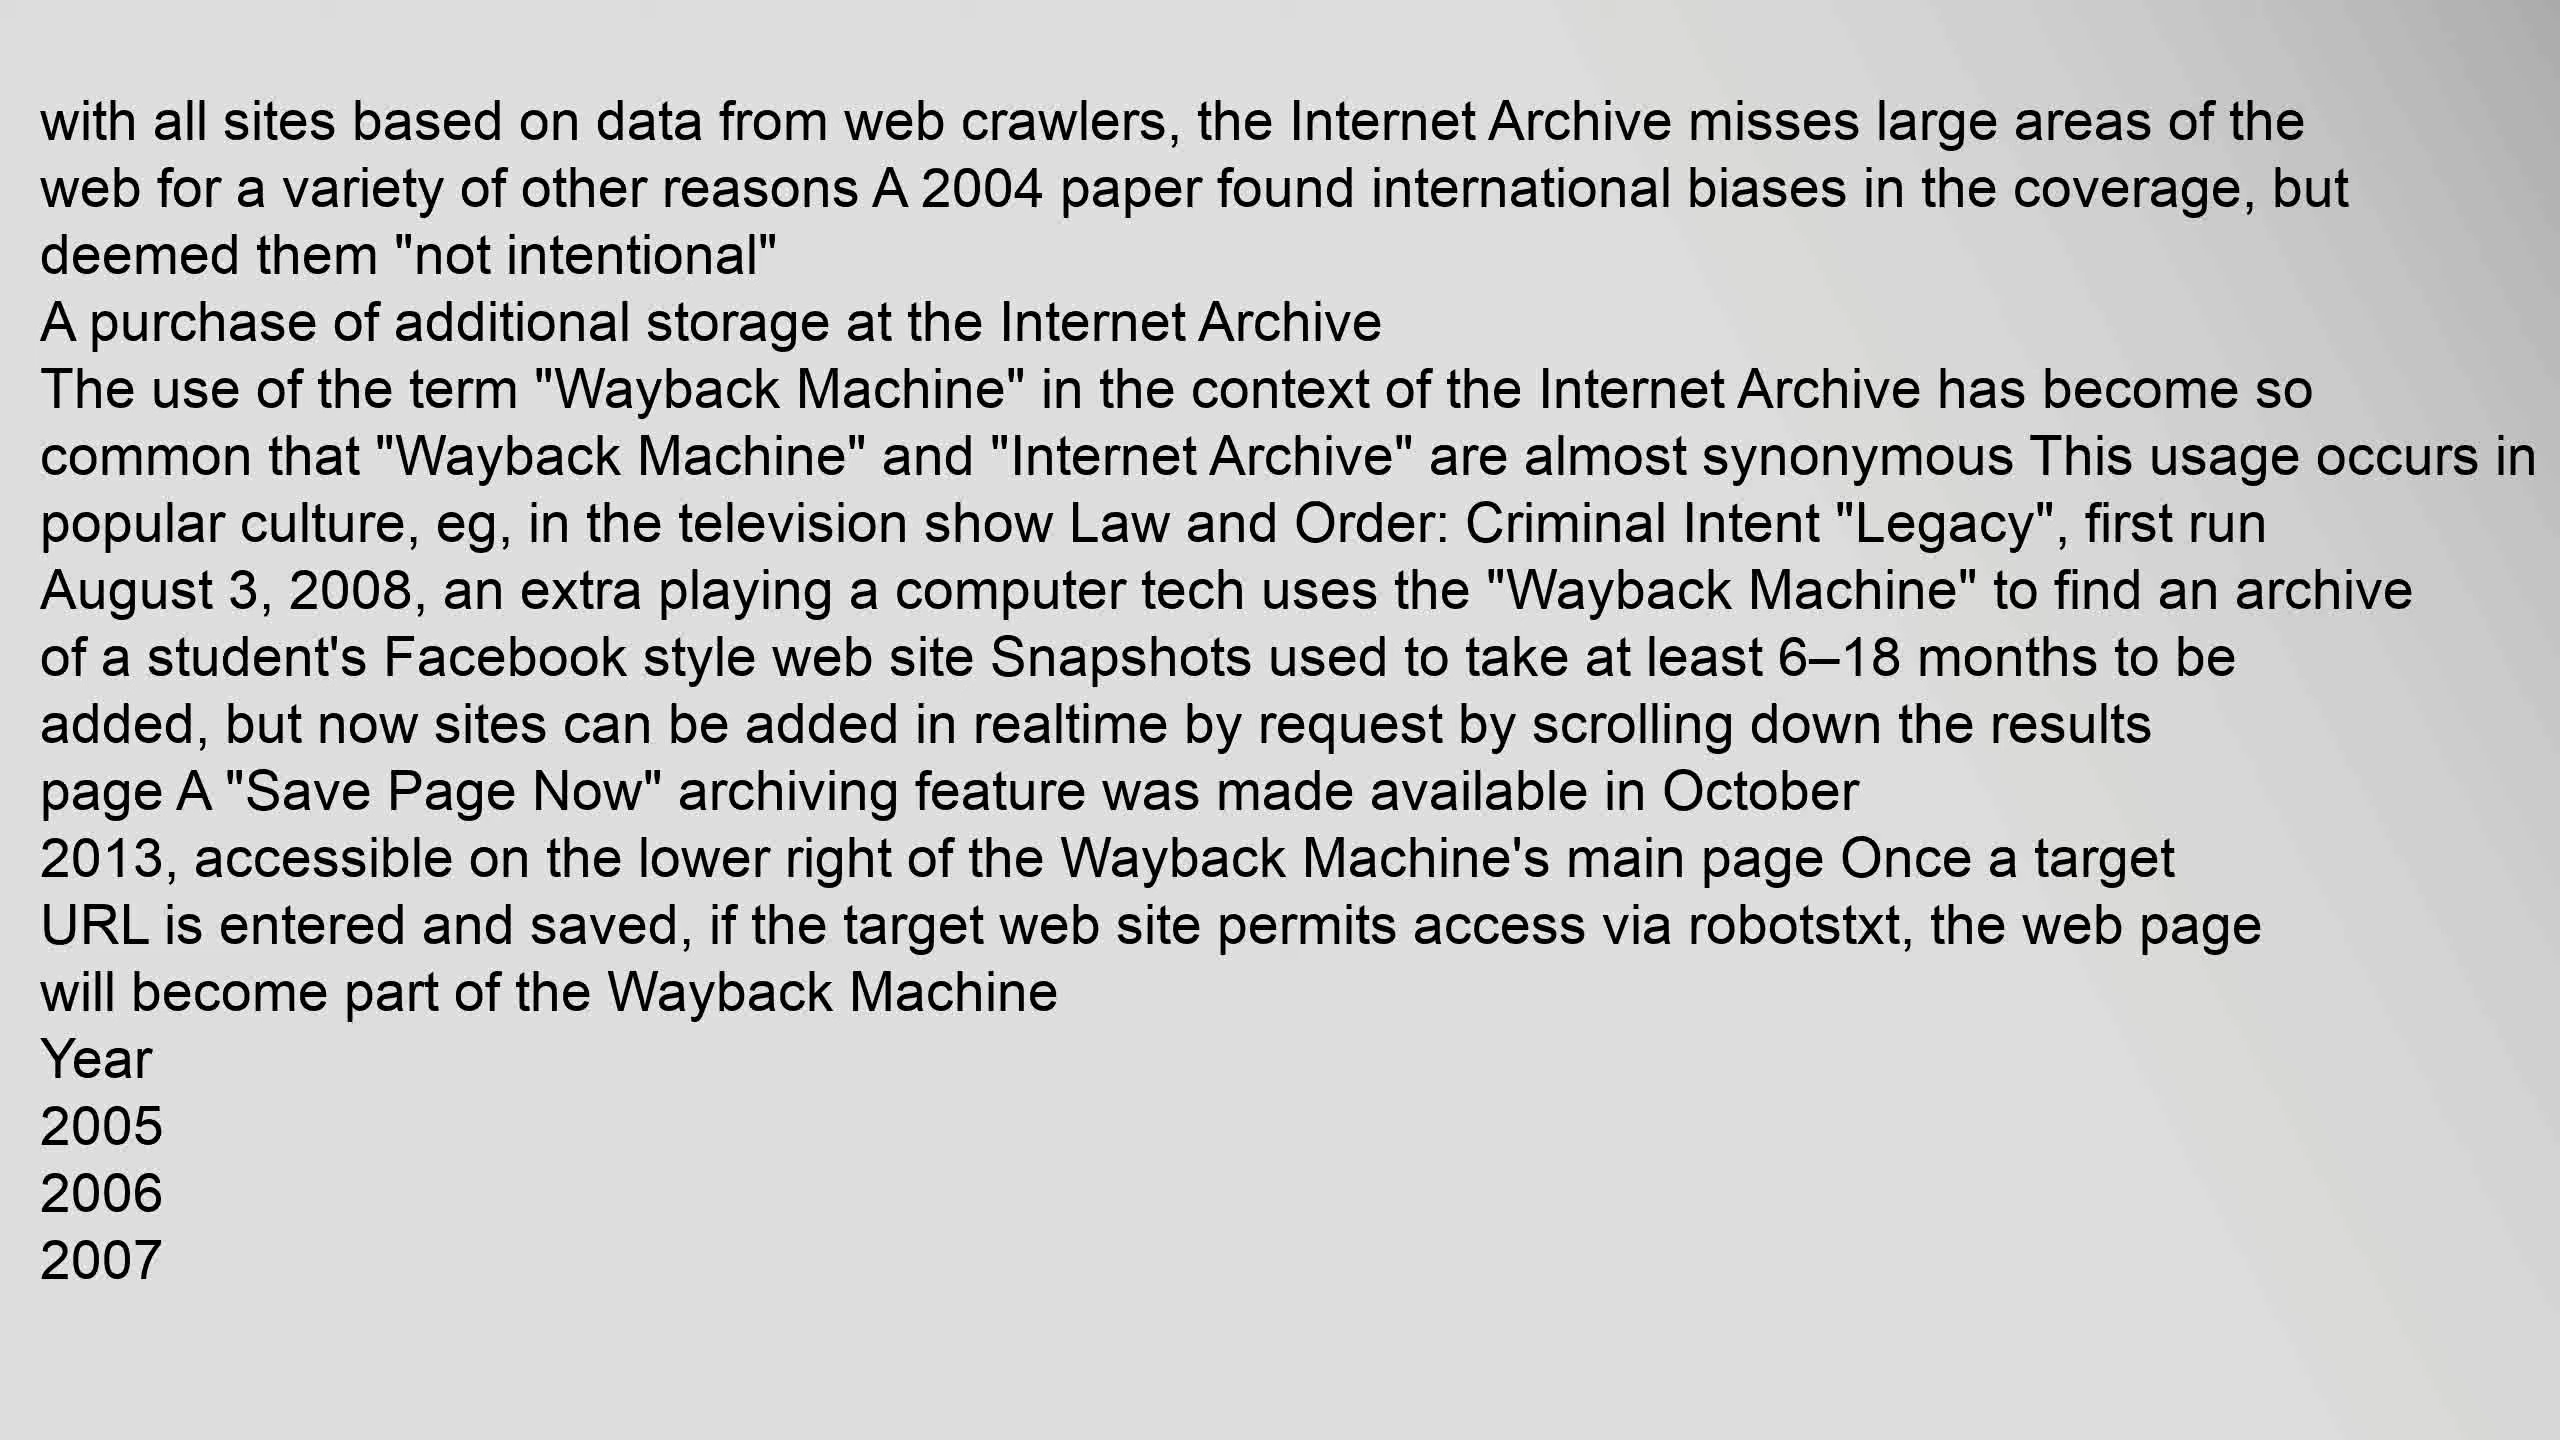 with all sites based on data from web crawlers, the Internet Archive misses large areas of the
web for a variety of other reasons A 2004 paper found international biases in the coverage, but
deemed them "not intentional"
A purchase of additional storage at the Internet Archive
The use of the term "Wayback Machine" in the context of the Internet Archive has become so
common that "Wayback Machine" and "Internet Archive" are almost synonymous This usage occurs in
popular culture, eg, in the television show Law and Order: Criminal Intent "Legacy", first run
August 3, 2008, an extra playing a computer tech uses the "Wayback Machine" to find an archive
of a student's Facebook style web site Snapshots used to take at least 6–18 months to be
added, but now sites can be added in realtime by request by scrolling down the results
page A "Save Page Now" archiving feature was made available in October
2013, accessible on the lower right of the Wayback Machine's main page Once a target
URL is entered and saved, if the target web site permits access via robotstxt, the web page
will become part of the Wayback Machine
Year
2005
2006
2007